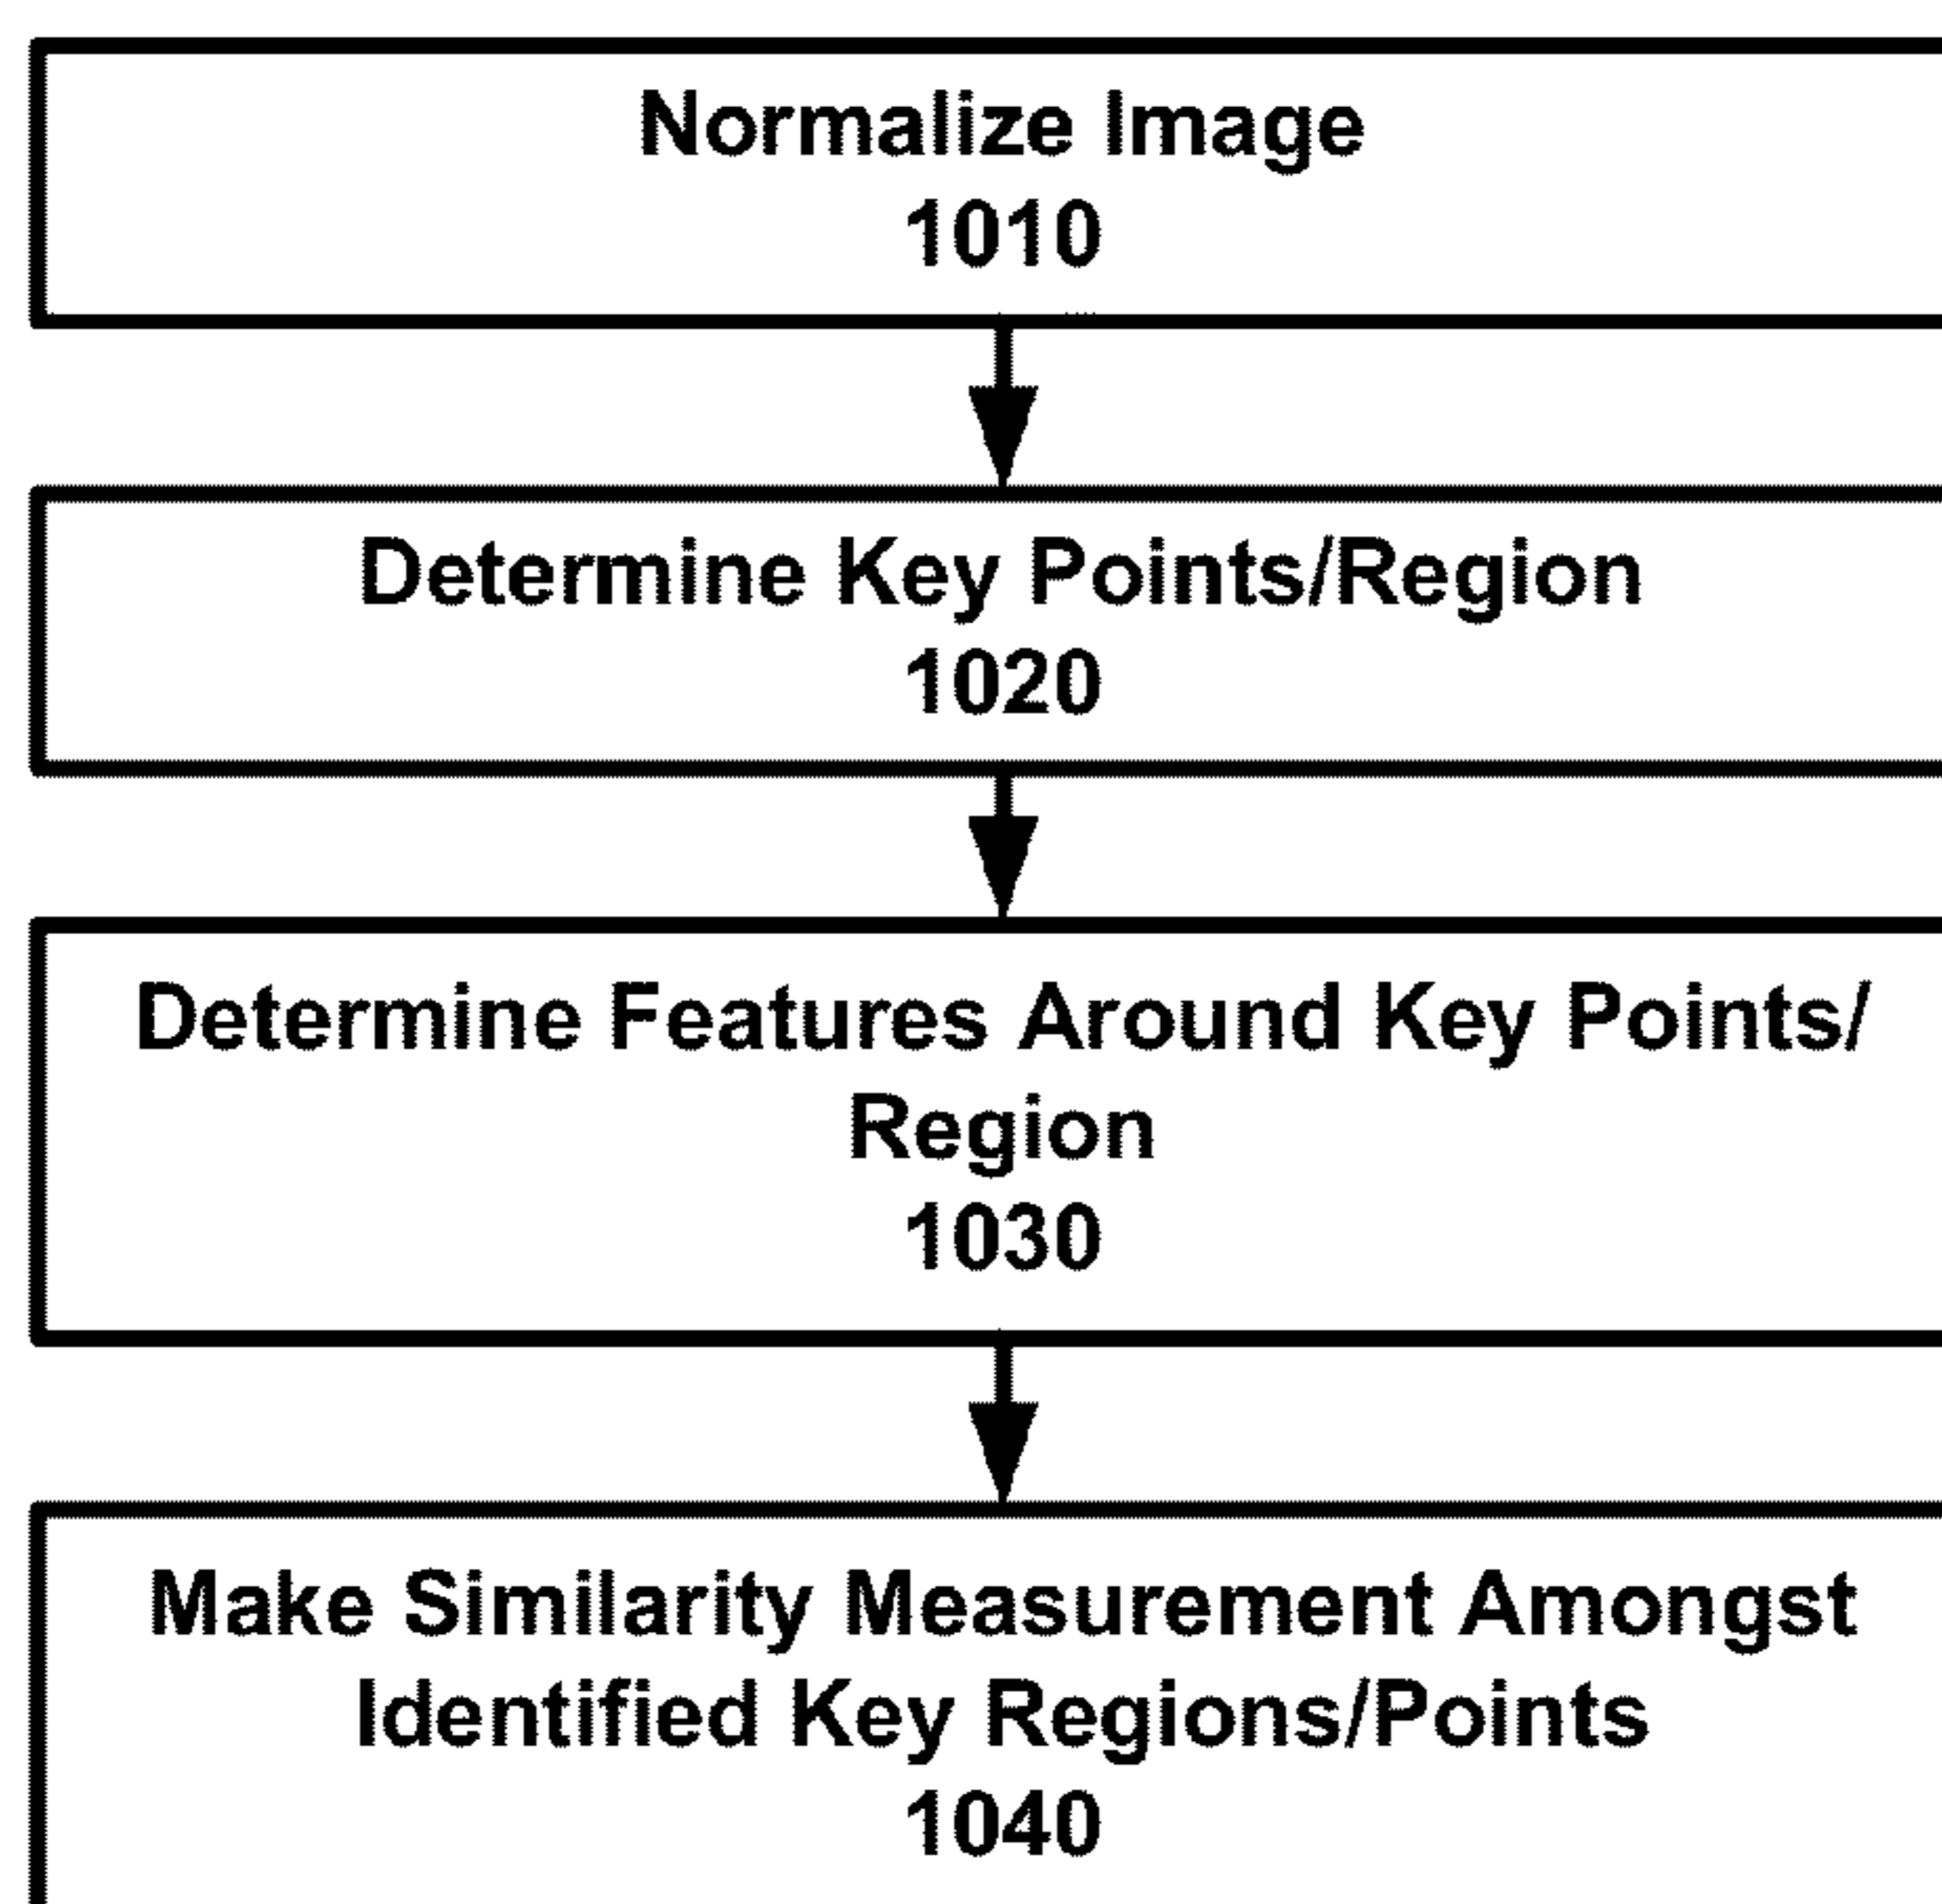 Normalize Image
1010
Determine Key Points/Region
1020
Determine Features Around Key Points/
Region
1030
Make Similarity Measurement Amongst
Identified Key Regions/Points
1040